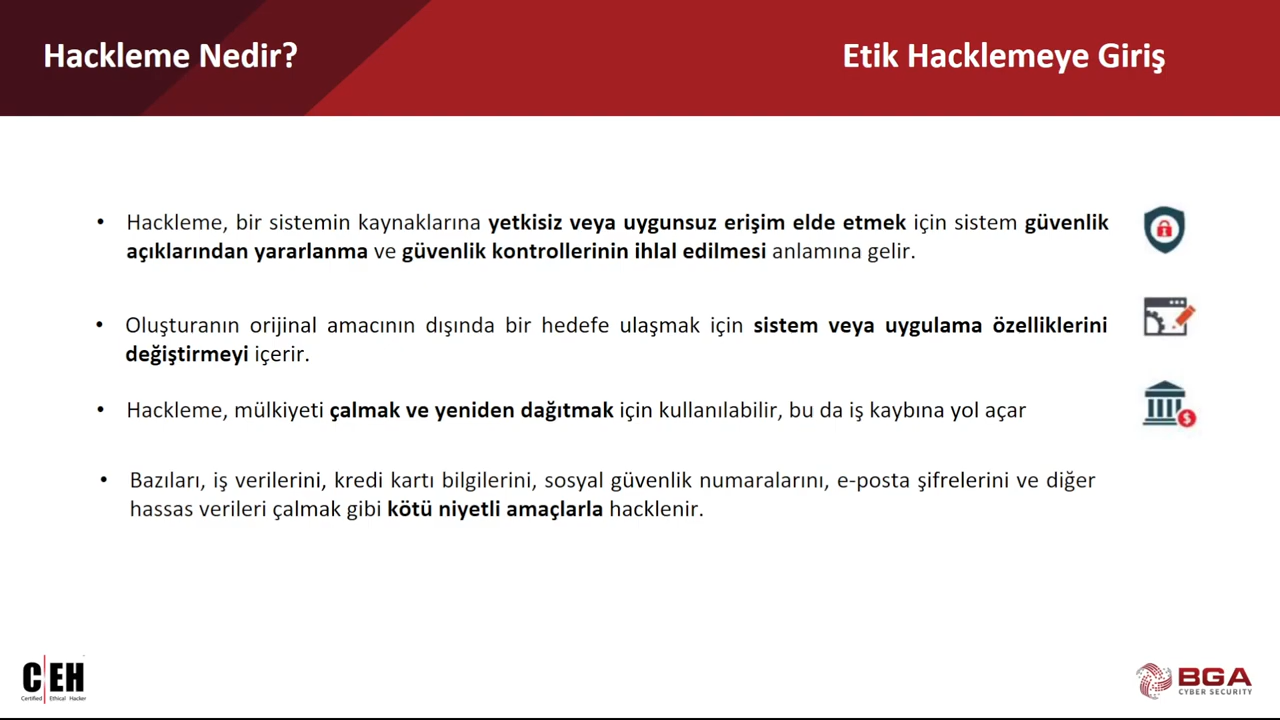 Hackleme Nedir?
Etik Hacklemeye Giriş
• Hackleme, bir sistemin kaynaklarına yetkisiz veya uygunsuz erişim elde etmek için sistem güvenlik
açıklarından yararlanma ve güvenlik kontrollerinin ihlal edilmesi anlamına gelir.
• Oluşturanın orijinal amacının dışında bir hedefe ulaşmak için sistem veya uygulama özelliklerini
değiştirmeyi içerir.
• Hackleme, mülkiyeti çalmak ve yeniden dağıtmak için kullanılabilir, bu da iş kaybına yol açar
• Bazıları, iş verilerini, kredi kartı bilgilerini, sosyal güvenlik numaralarını, e-posta şifrelerini ve diğer
hassas verileri çalmak gibi kötü niyetli amaçlarla hacklenir.
$
C|EH
Certified Ethical Hacker
BGA
CYBER SECURITY